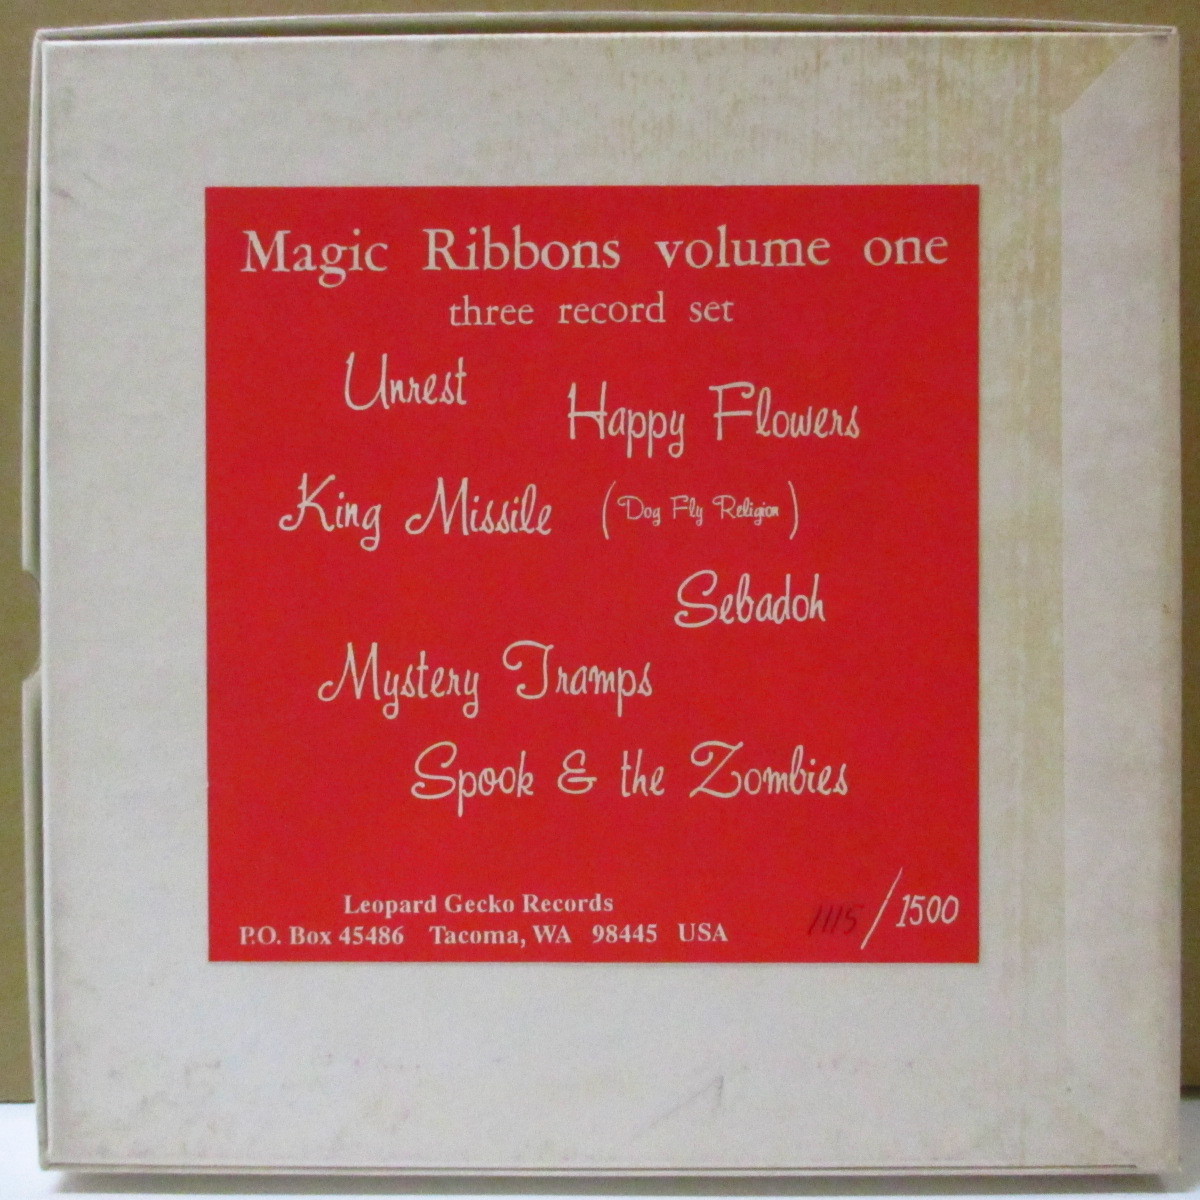 Magic Ribbons volume one
three record set
Unrest
Happy Flowers
King Missile (Dog Fly Religion)
Sebadoh
Mystery Tramps
Spook & the Zombies
Leopard Gecko Records
P.O. Box 45486 Tacoma, WA 98445 USA
1115/1500